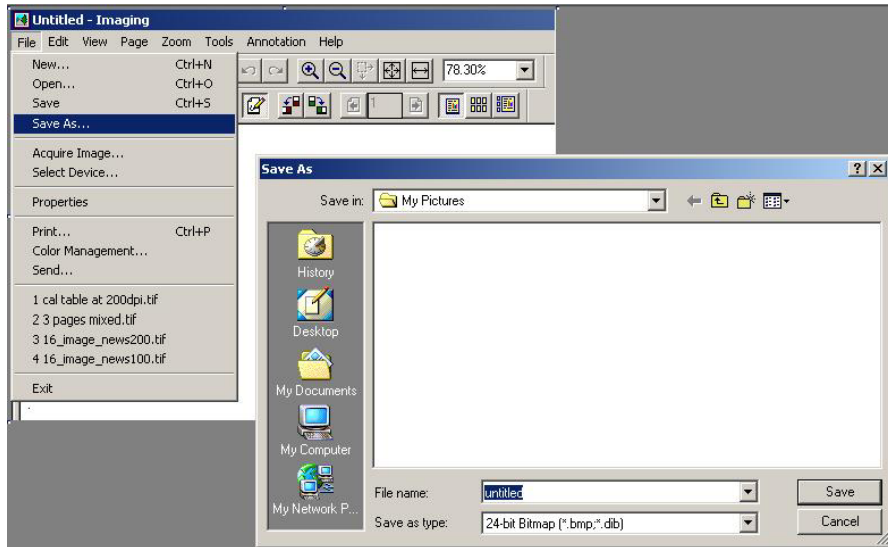 Untitled - Imaging
File Edit View Page Zoom Tools Annotation Help
New... Ctrl+N
Open... Ctrl+O
Save Ctrl+S
Save As...
Acquire Image...
Select Device...
Properties
Print... Ctrl+P
Color Management...
Send...
1 cal table at 200dpi.tif
2 3 pages mixed.tif
3 16_image_news200.tif
4 16_image_news100.tif
Exit
78.30%
1
Save As
Save in: My Pictures
History
Desktop
My Documents
My Computer
My Network P...
File name: untitled
Save as type: 24-bit Bitmap (*.bmp;*.dib)
Save
Cancel